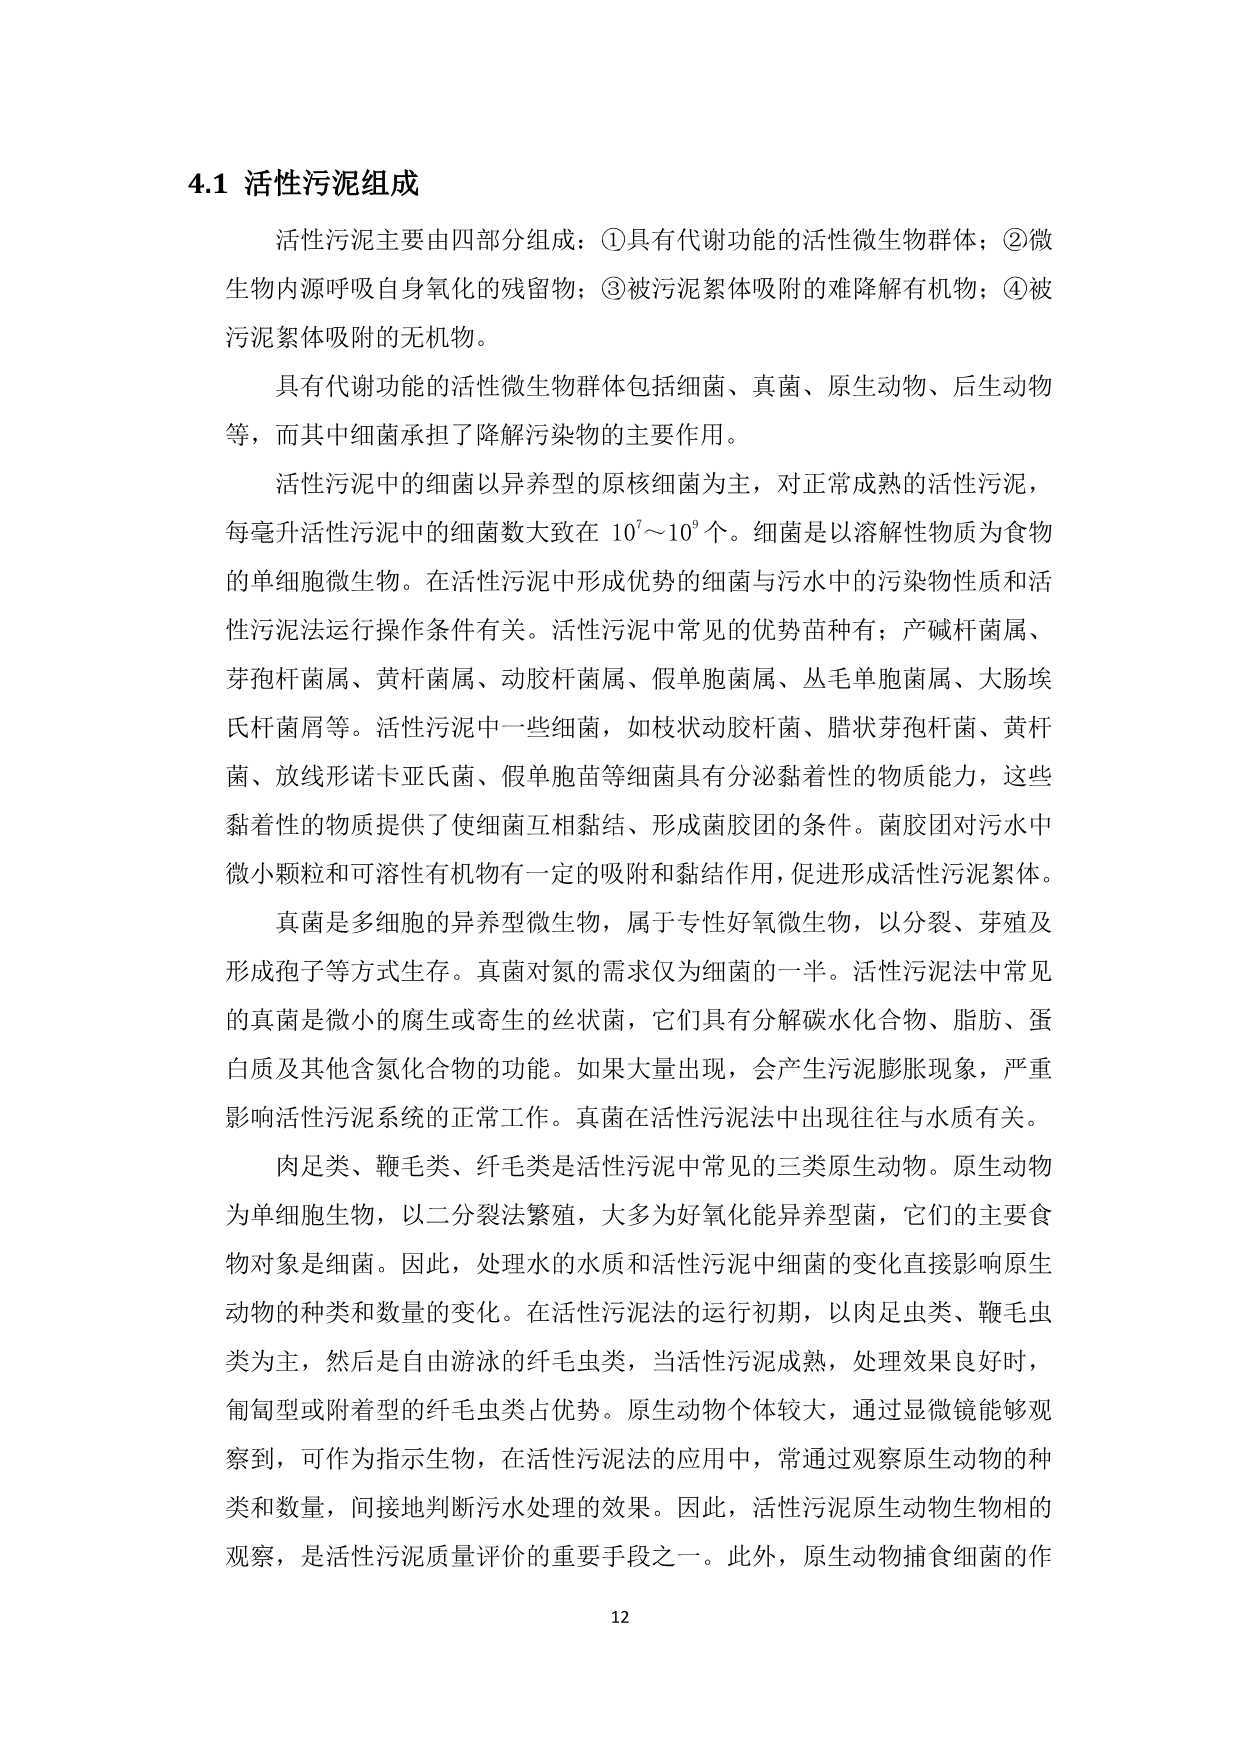 4.1 活性污泥组成
活性污泥主要由四部分组成：①具有代谢功能的活性微生物群体；②微
生物内源呼吸自身氧化的残留物；③被污泥絮体吸附的难降解有机物；④被
污泥絮体吸附的无机物。
具有代谢功能的活性微生物群体包括细菌、真菌、原生动物、后生动物
等，而其中细菌承担了降解污染物的主要作用。
活性污泥中的细菌以异养型的原核细菌为主，对正常成熟的活性污泥，
每毫升活性污泥中的细菌数大致在 10⁷～10⁹ 个。细菌是以溶解性物质为食物
的单细胞微生物。在活性污泥中形成优势的细菌与污水中的污染物性质和活
性污泥法运行操作条件有关。活性污泥中常见的优势苗种有；产碱杆菌属、
芽孢杆菌属、黄杆菌属、动胶杆菌属、假单胞菌属、丛毛单胞菌属、大肠埃
氏杆菌屑等。活性污泥中一些细菌，如枝状动胶杆菌、腊状芽孢杆菌、黄杆
菌、放线形诺卡亚氏菌、假单胞苗等细菌具有分泌黏着性的物质能力，这些
黏着性的物质提供了使细菌互相黏结、形成菌胶团的条件。菌胶团对污水中
微小颗粒和可溶性有机物有一定的吸附和黏结作用，促进形成活性污泥絮体。
真菌是多细胞的异养型微生物，属于专性好氧微生物，以分裂、芽殖及
形成孢子等方式生存。真菌对氮的需求仅为细菌的一半。活性污泥法中常见
的真菌是微小的腐生或寄生的丝状菌，它们具有分解碳水化合物、脂肪、蛋
白质及其他含氮化合物的功能。如果大量出现，会产生污泥膨胀现象，严重
影响活性污泥系统的正常工作。真菌在活性污泥法中出现往往与水质有关。
肉足类、鞭毛类、纤毛类是活性污泥中常见的三类原生动物。原生动物
为单细胞生物，以二分裂法繁殖，大多为好氧化能异养型菌，它们的主要食
物对象是细菌。因此，处理水的水质和活性污泥中细菌的变化直接影响原生
动物的种类和数量的变化。在活性污泥法的运行初期，以肉足虫类、鞭毛虫
类为主，然后是自由游泳的纤毛虫类，当活性污泥成熟，处理效果良好时，
匍匐型或附着型的纤毛虫类占优势。原生动物个体较大，通过显微镜能够观
察到，可作为指示生物，在活性污泥法的应用中，常通过观察原生动物的种
类和数量，间接地判断污水处理的效果。因此，活性污泥原生动物生物相的
观察，是活性污泥质量评价的重要手段之一。此外，原生动物捕食细菌的作
12